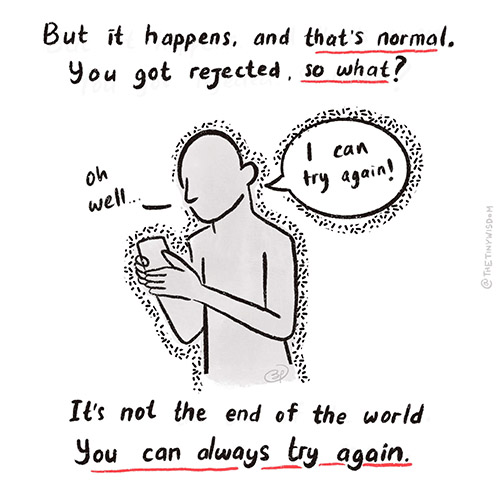 But it happens, and that's normal.
You got rejected, so what?
I can
try again!
oh
well...
It's not the end of the world
You can always try again.
@THETINYWISDOM